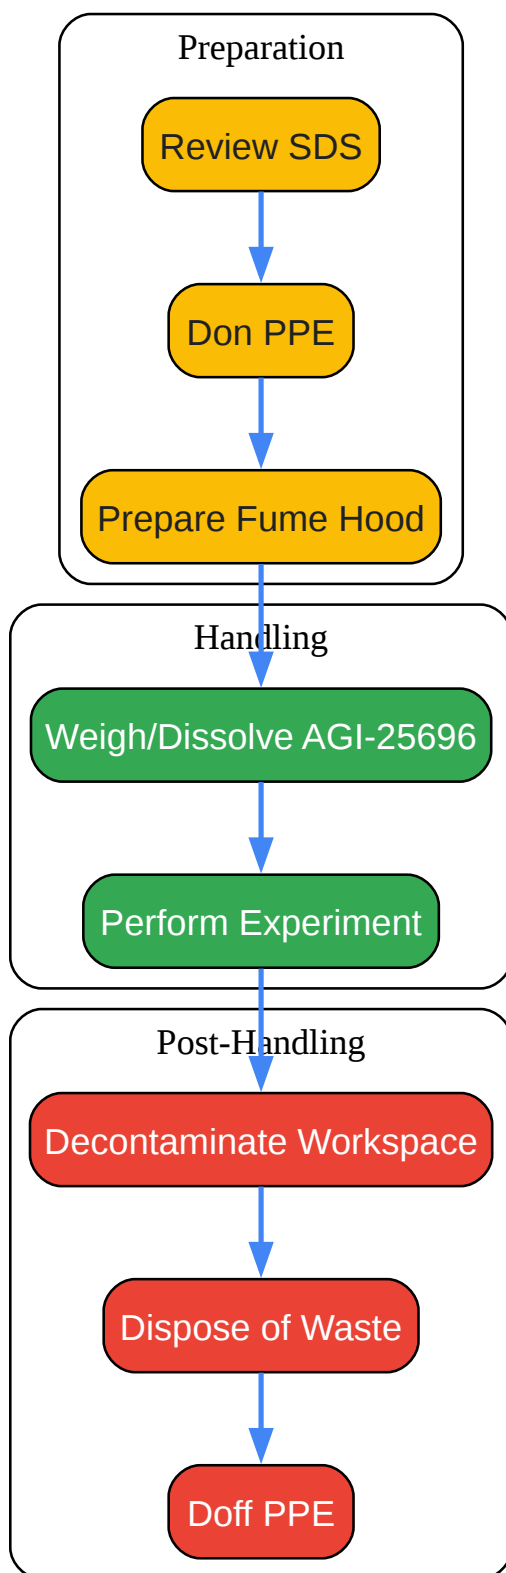 Preparation
Review SDS
Don PPE
Prepare Fume Hood
Handling
Weigh/Dissolve AGI-25696
Perform Experiment
Post-Handling
Decontaminate Workspace
Dispose of Waste
Doff PPE